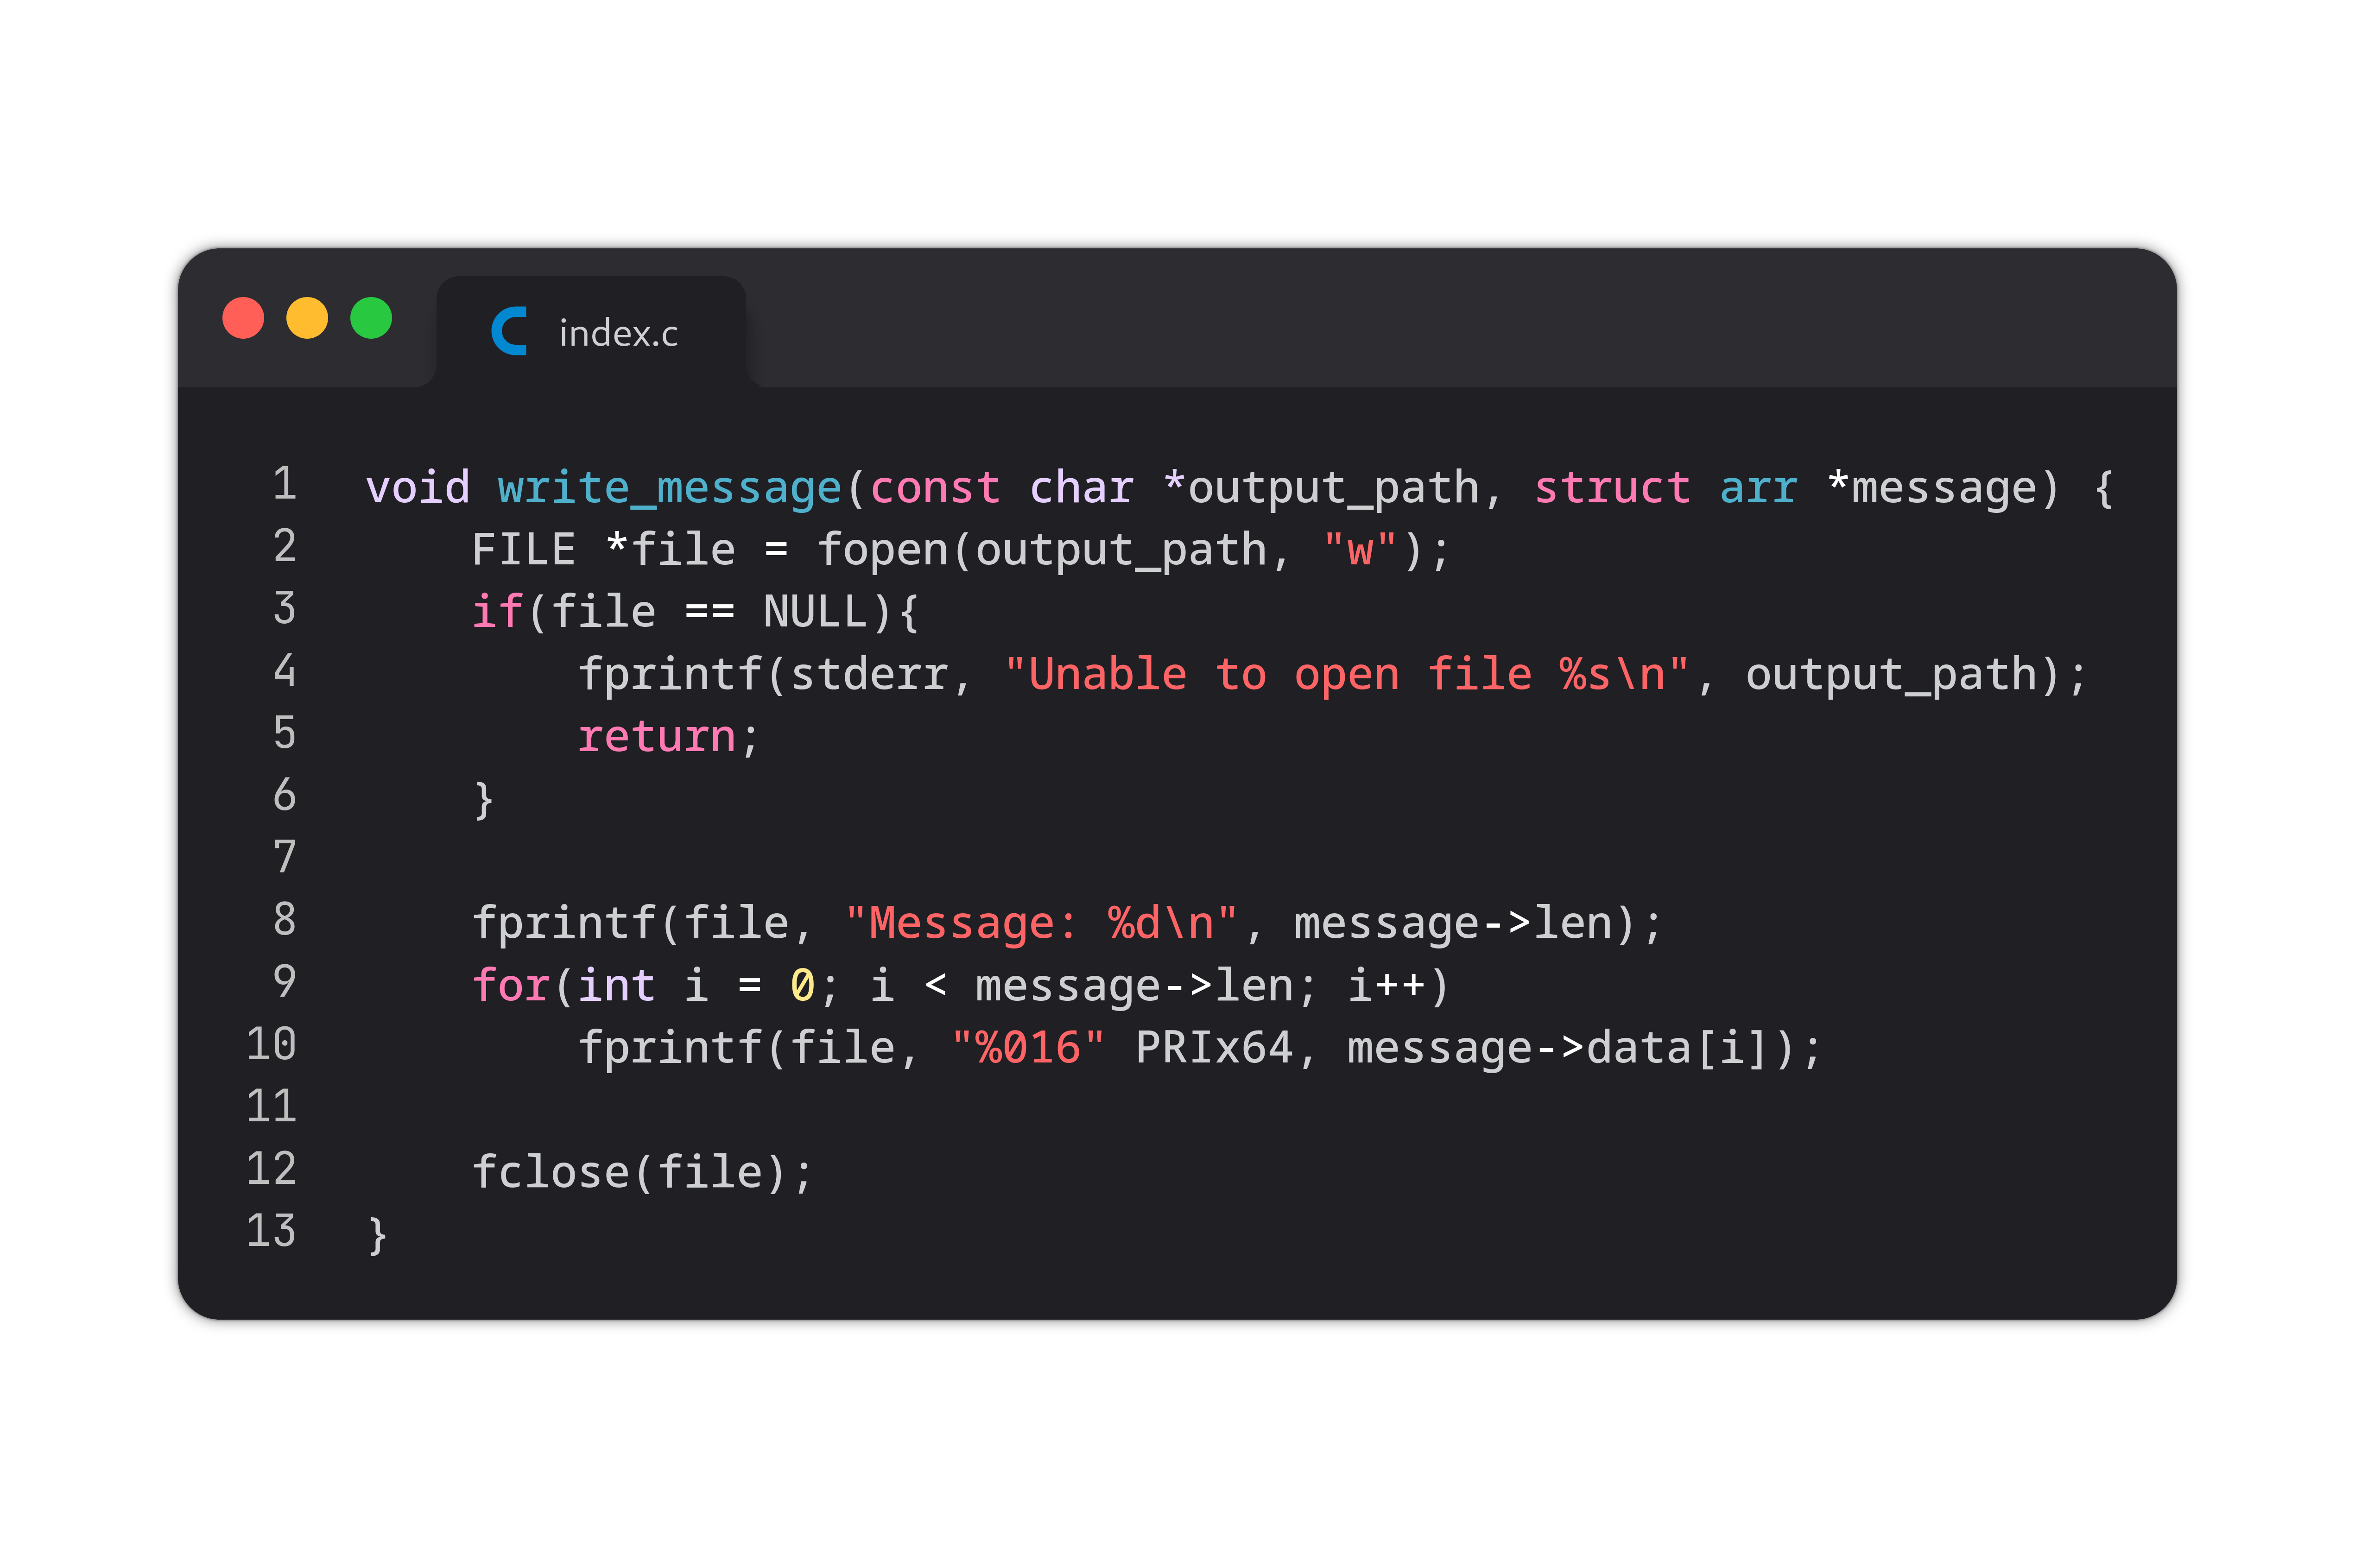 index.c
1 void write_message(const char *output_path, struct arr *message) {
2     FILE *file = fopen(output_path, "w");
3     if(file == NULL){
4         fprintf(stderr, "Unable to open file %s\n", output_path);
5         return;
6     }
7
8     fprintf(file, "Message: %d\n", message->len);
9     for(int i = 0; i < message->len; i++)
10         fprintf(file, "%016" PRIx64, message->data[i]);
11
12     fclose(file);
13 }